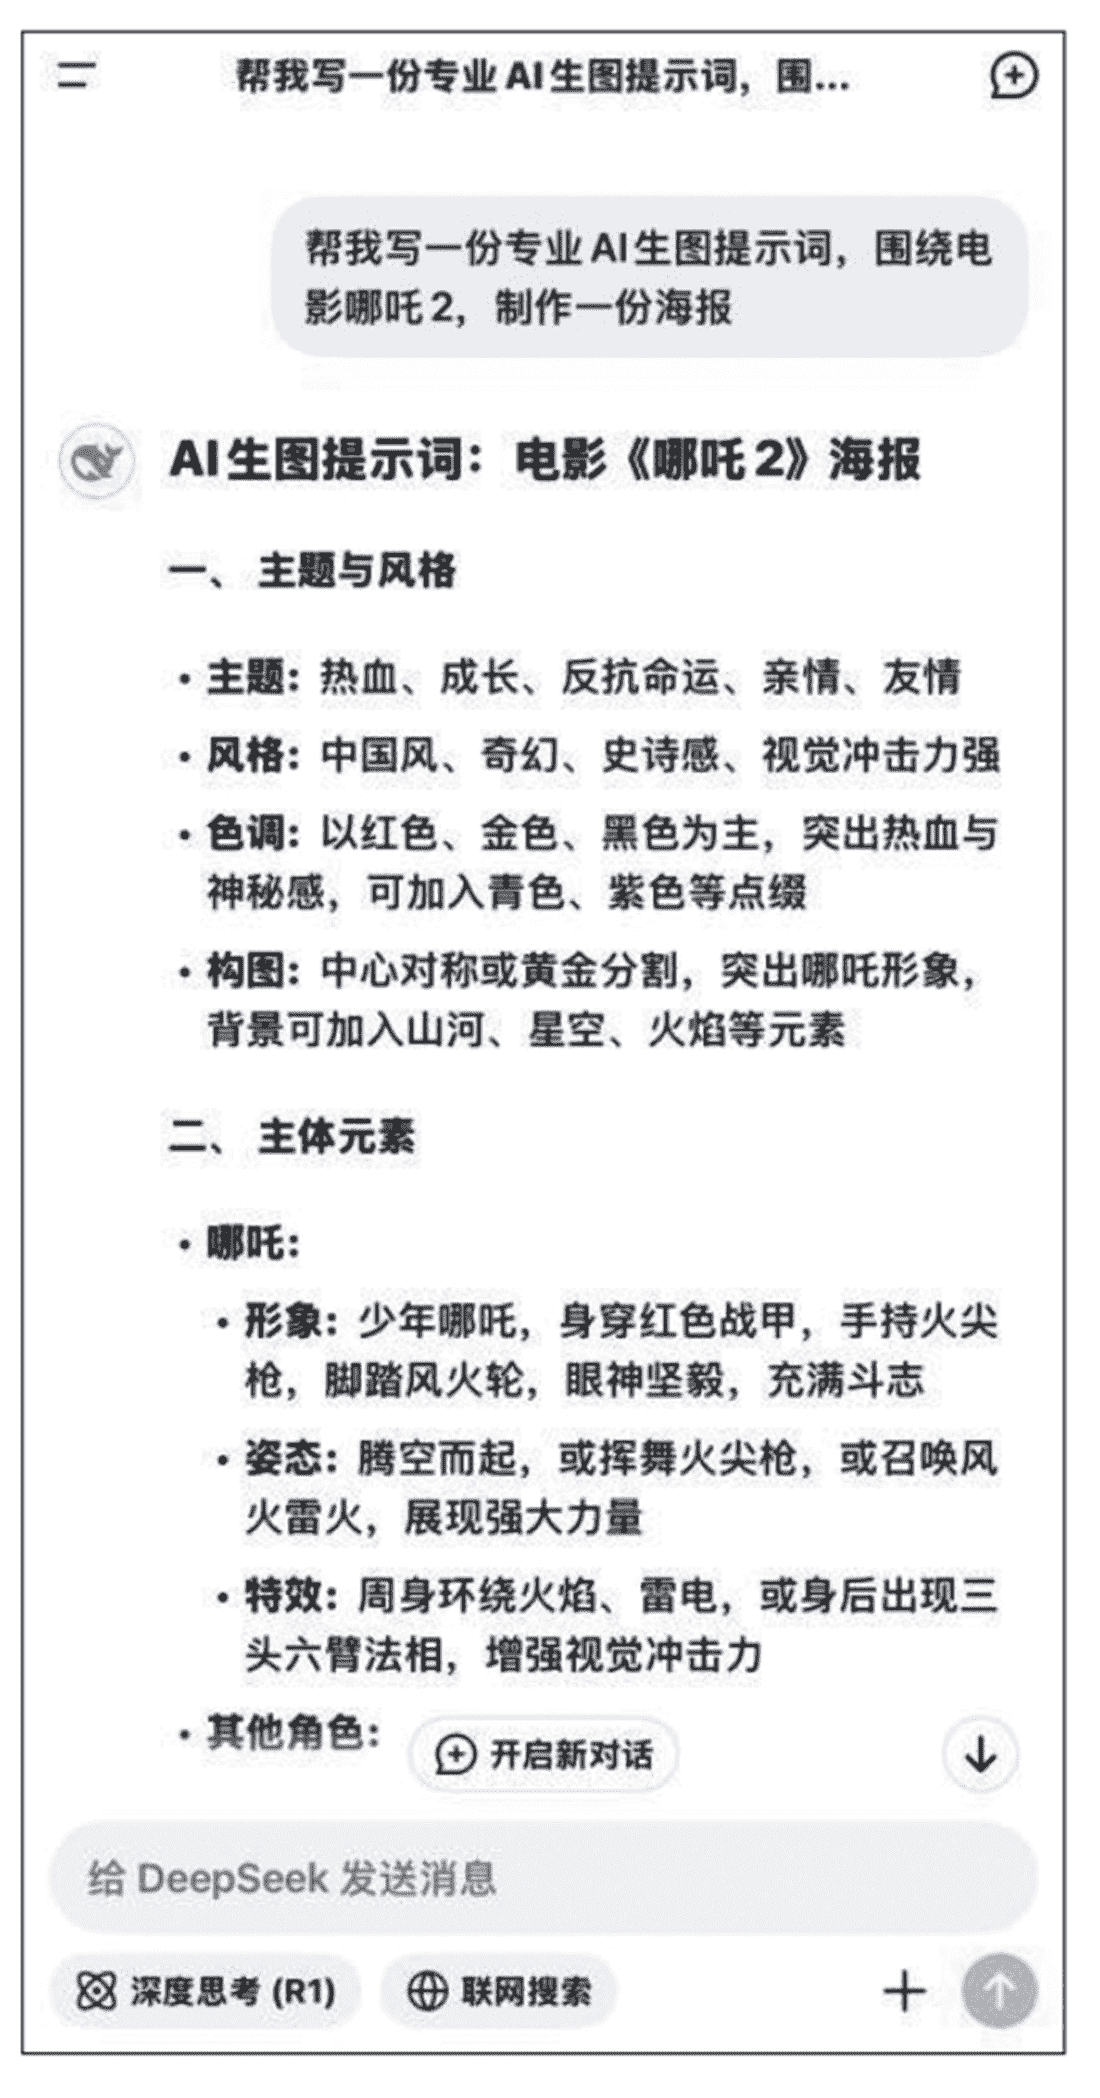 帮我写一份专业 AI 生图提示词，围...
帮我写一份专业 AI 生图提示词，围绕电
影哪吒 2，制作一份海报
AI 生图提示词：电影《哪吒 2》海报
一、 主题与风格
• 主题：热血、成长、反抗命运、亲情、友情
• 风格：中国风、奇幻、史诗感、视觉冲击力强
• 色调：以红色、金色、黑色为主，突出热血与
神秘感，可加入青色、紫色等点缀
• 构图：中心对称或黄金分割，突出哪吒形象，
背景可加入山河、星空、火焰等元素
二、 主体元素
• 哪吒：
• 形象：少年哪吒，身穿红色战甲，手持火尖
枪，脚踏风火轮，眼神坚毅，充满斗志
• 姿态：腾空而起，或挥舞火尖枪，或召唤风
火雷火，展现强大力量
• 特效：周身环绕火焰、雷电，或身后出现三
头六臂法相，增强视觉冲击力
• 其他角色：
开启新对话
给 DeepSeek 发送消息
深度思考 (R1)
联网搜索